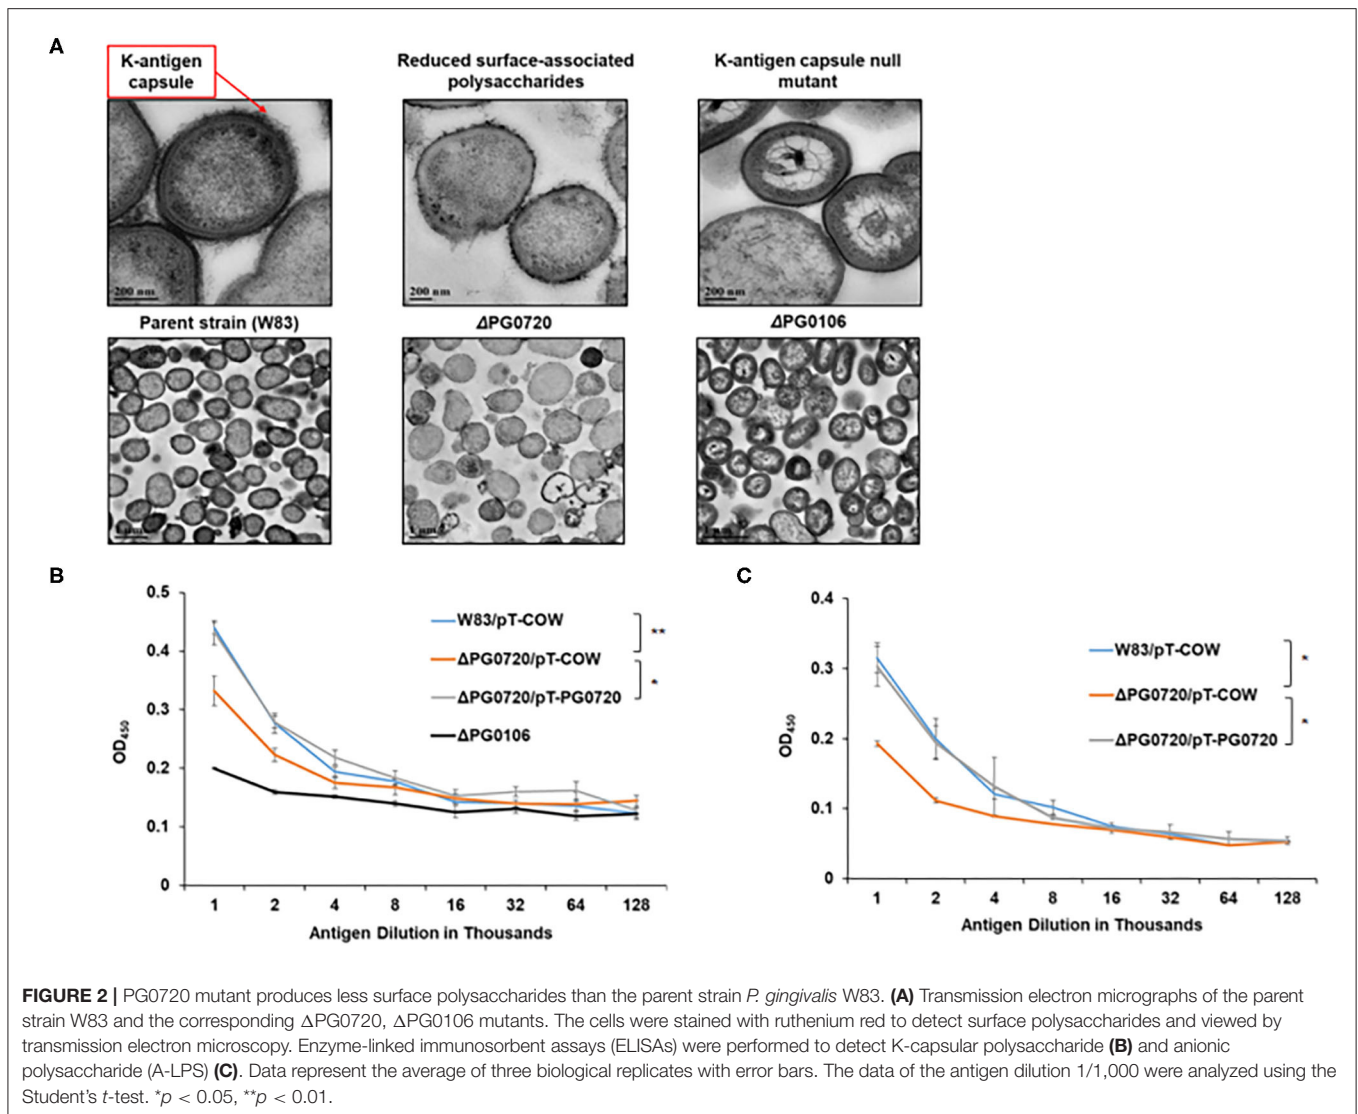 A
K-antigen
capsule
Reduced surface-associated
polysaccharides
K-antigen capsule null
mutant
200 nm
200 nm
200 nm
Parent strain (W83)
ΔPG0720
ΔPG0106
B
0.5
0.4
0.3
0.2
0.1
0
OD450
W83/pT-COW
ΔPG0720/pT-COW
ΔPG0720/pT-PG0720
ΔPG0106
**
*
1 2 4 8 16 32 64 128
Antigen Dilution in Thousands
C
0.4
0.3
0.2
0.1
0
OD450
W83/pT-COW
ΔPG0720/pT-COW
ΔPG0720/pT-PG0720
*
*
1 2 4 8 16 32 64 128
Antigen Dilution in Thousands
FIGURE 2 | PG0720 mutant produces less surface polysaccharides than the parent strain P. gingivalis W83. (A) Transmission electron micrographs of the parent
strain W83 and the corresponding ΔPG0720, ΔPG0106 mutants. The cells were stained with ruthenium red to detect surface polysaccharides and viewed by
transmission electron microscopy. Enzyme-linked immunosorbent assays (ELISAs) were performed to detect K-capsular polysaccharide (B) and anionic
polysaccharide (A-LPS) (C). Data represent the average of three biological replicates with error bars. The data of the antigen dilution 1/1,000 were analyzed using the
Student's t-test. *p < 0.05, **p < 0.01.